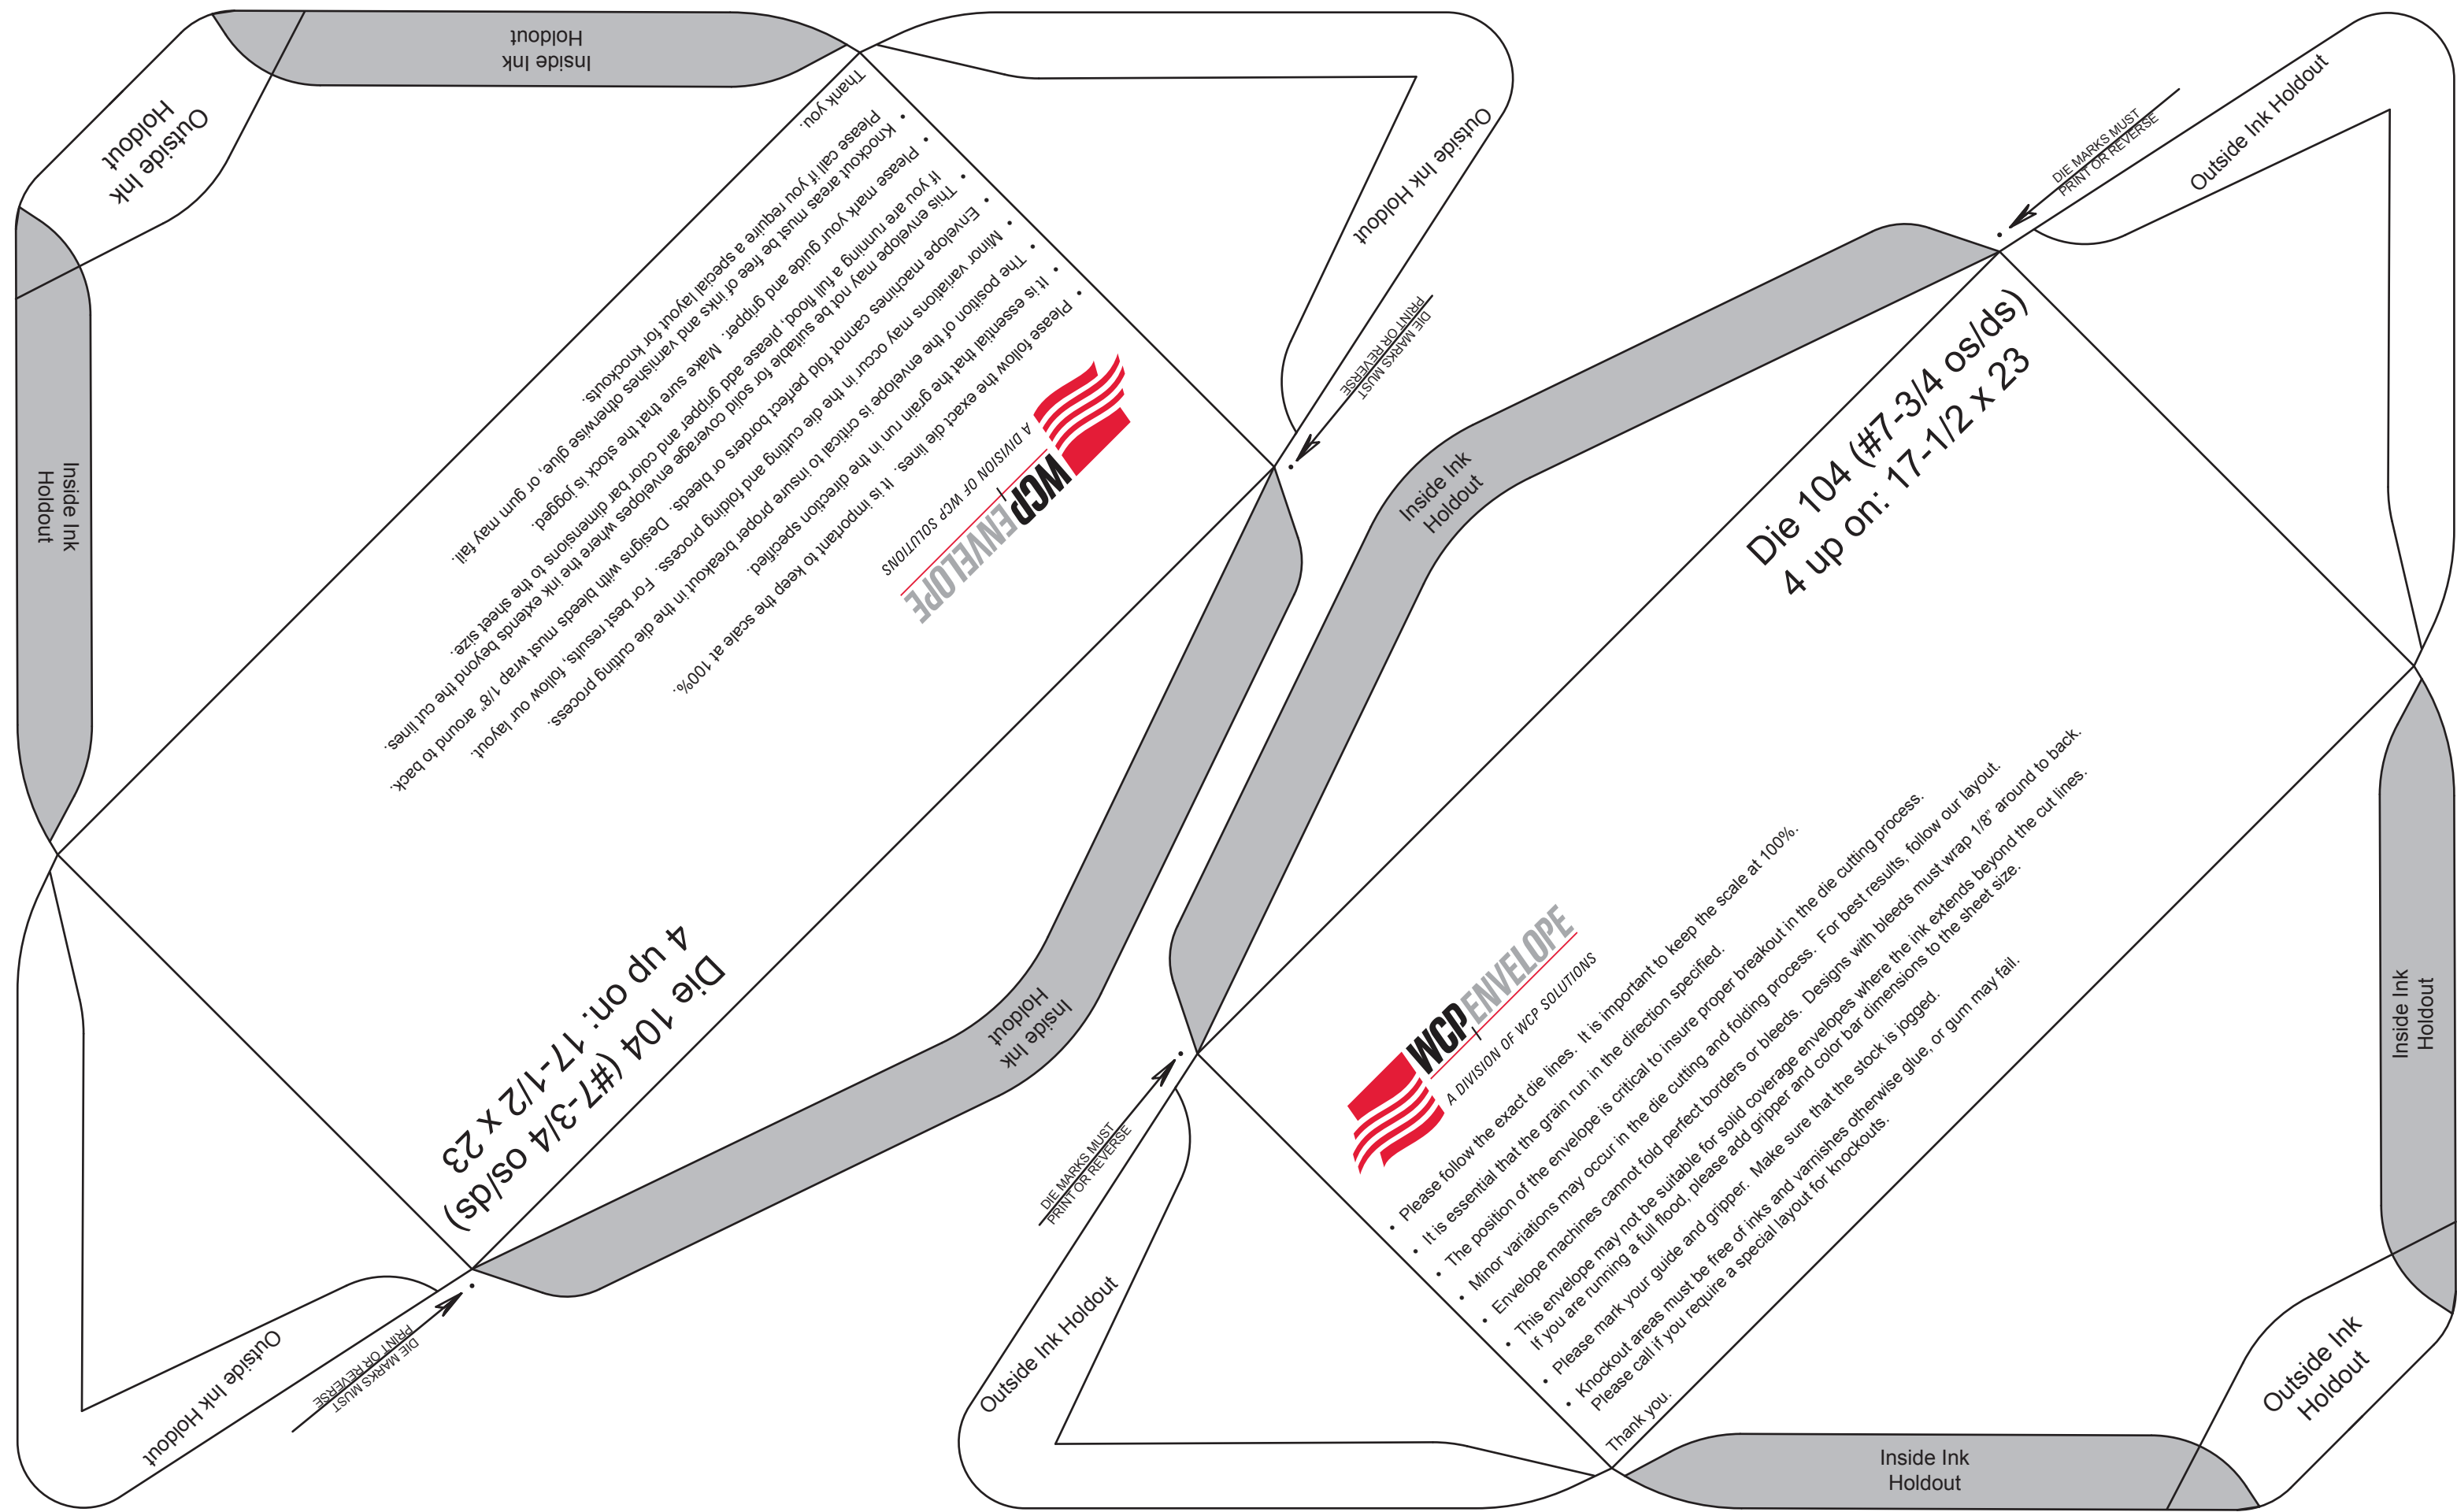 Inside Ink
Holdout
Outside Ink
Holdout
Inside Ink
Holdout
Outside Ink Holdout
DIE MARKS MUST
PRINT OR REVERSE
WCPENVELOPE
A DIVISION OF WCP SOLUTIONS
• Please follow the exact die lines. It is important to keep the scale at 100%.
• It is essential that the grain run in the direction specified.
• The position of the envelope is critical to insure proper breakout in the die cutting process.
• Minor variations may occur in the die cutting and folding process. For best results, follow our layout.
• Envelope machines cannot fold perfect borders or bleeds. Designs with bleeds must wrap 1/8" around to back.
• This envelope may not be suitable for solid coverage envelopes where the ink extends beyond the cut lines.
If you are running a full flood, please add gripper and color bar dimensions to the sheet size.
• Please mark your guide and gripper. Make sure that the stock is jogged.
• Knockout areas must be free of inks and varnishes otherwise glue, or gum may fail.
Please call if you require a special layout for knockouts.
Thank you.
Die 104 (#7-3/4 os/ds)
4 up on: 17-1/2 x 23
Inside Ink
Holdout
Outside Ink Holdout
DIE MARKS MUST
PRINT OR REVERSE
Outside Ink Holdout
DIE MARKS MUST
PRINT OR REVERSE
Inside Ink
Holdout
Die 104 (#7-3/4 os/ds)
4 up on: 17-1/2 x 23
WCPENVELOPE
A DIVISION OF WCP SOLUTIONS
• Please follow the exact die lines. It is important to keep the scale at 100%.
• It is essential that the grain run in the direction specified.
• The position of the envelope is critical to insure proper breakout in the die cutting process.
• Minor variations may occur in the die cutting and folding process. For best results, follow our layout.
• Envelope machines cannot fold perfect borders or bleeds. Designs with bleeds must wrap 1/8" around to back.
• This envelope may not be suitable for solid coverage envelopes where the ink extends beyond the cut lines.
If you are running a full flood, please add gripper and color bar dimensions to the sheet size.
• Please mark your guide and gripper. Make sure that the stock is jogged.
• Knockout areas must be free of inks and varnishes otherwise glue, or gum may fail.
Please call if you require a special layout for knockouts.
Thank you.
DIE MARKS MUST
PRINT OR REVERSE
Outside Ink Holdout
Inside Ink
Holdout
Outside Ink
Holdout
Inside Ink
Holdout